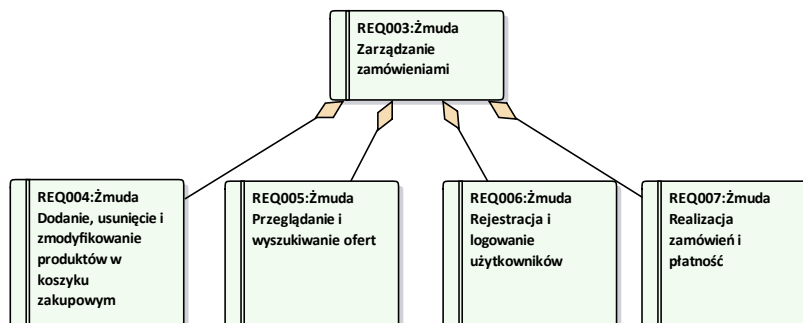 REQ003:Żmuda
Zarządzanie
zamówieniami
REQ004:Żmuda
Dodanie, usunięcie i
zmodyfikowanie
produktów w
koszyku
zakupowym
REQ005:Żmuda
Przeglądanie i
wyszukiwanie ofert
REQ006:Żmuda
Rejestracja i
logowanie
użytkowników
REQ007:Żmuda
Realizacja
zamówień i
płatność